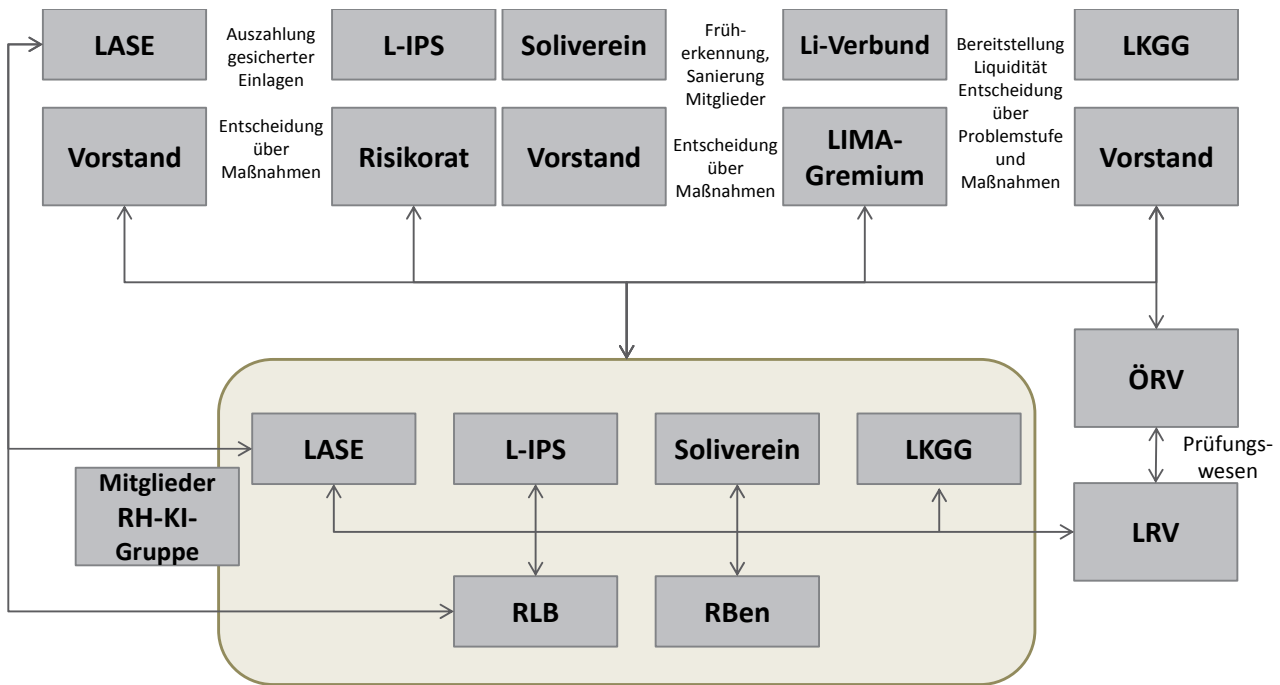 LASE
Auszahlung
gesicherter
Einlagen
L-IPS
Soliverein
Früh-
erkennung,
Sanierung
Mitglieder
Li-Verbund
Bereitstellung
Liquidität
Entscheidung
über
Problemstufe
und
Maßnahmen
LKGG
Vorstand
Entscheidung
über
Maßnahmen
Risikorat
Vorstand
Entscheidung
über
Maßnahmen
LIMA-
Gremium
Vorstand
ÖRV
Prüfungs-
wesen
LRV
LASE
L-IPS
Soliverein
LKGG
Mitglieder
RH-KI-
Gruppe
RLB
RBen